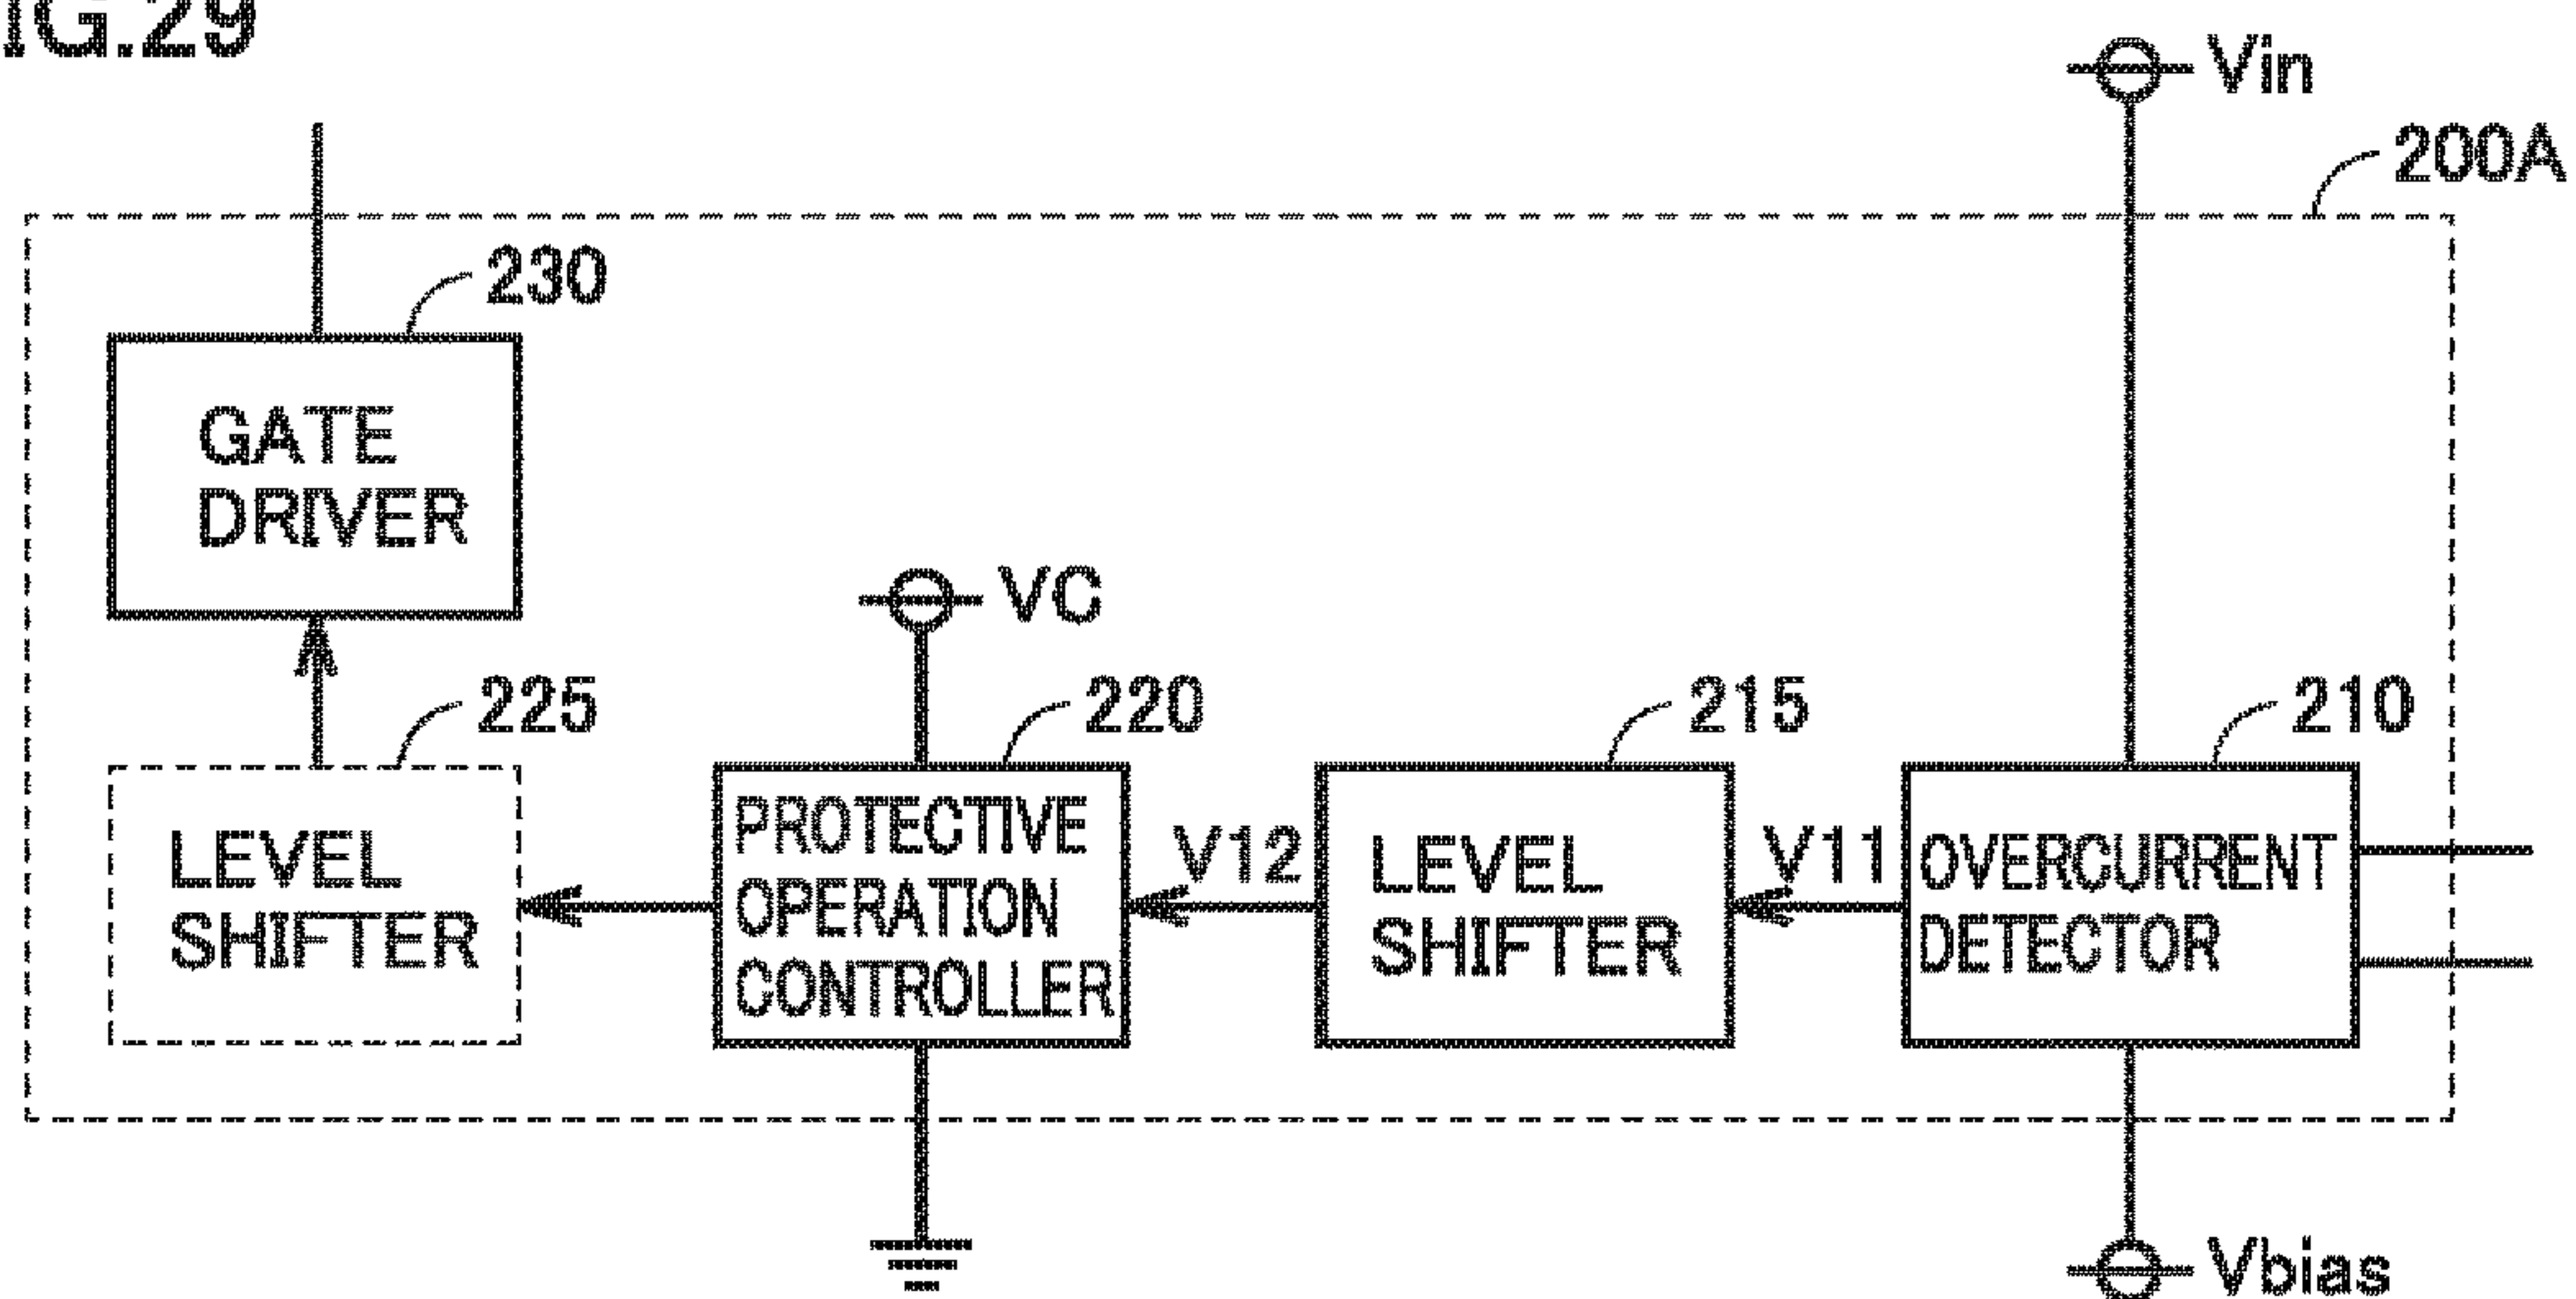 IG.29
Vin
200A
230
GATE
DRIVER
VC
225
220
215
210
LEVEL
SHIFTER
PROTECTIVE
OPERATION
CONTROLLER
V12
LEVEL
SHIFTER
V11
OVERCURRENT
DETECTOR
Vbias